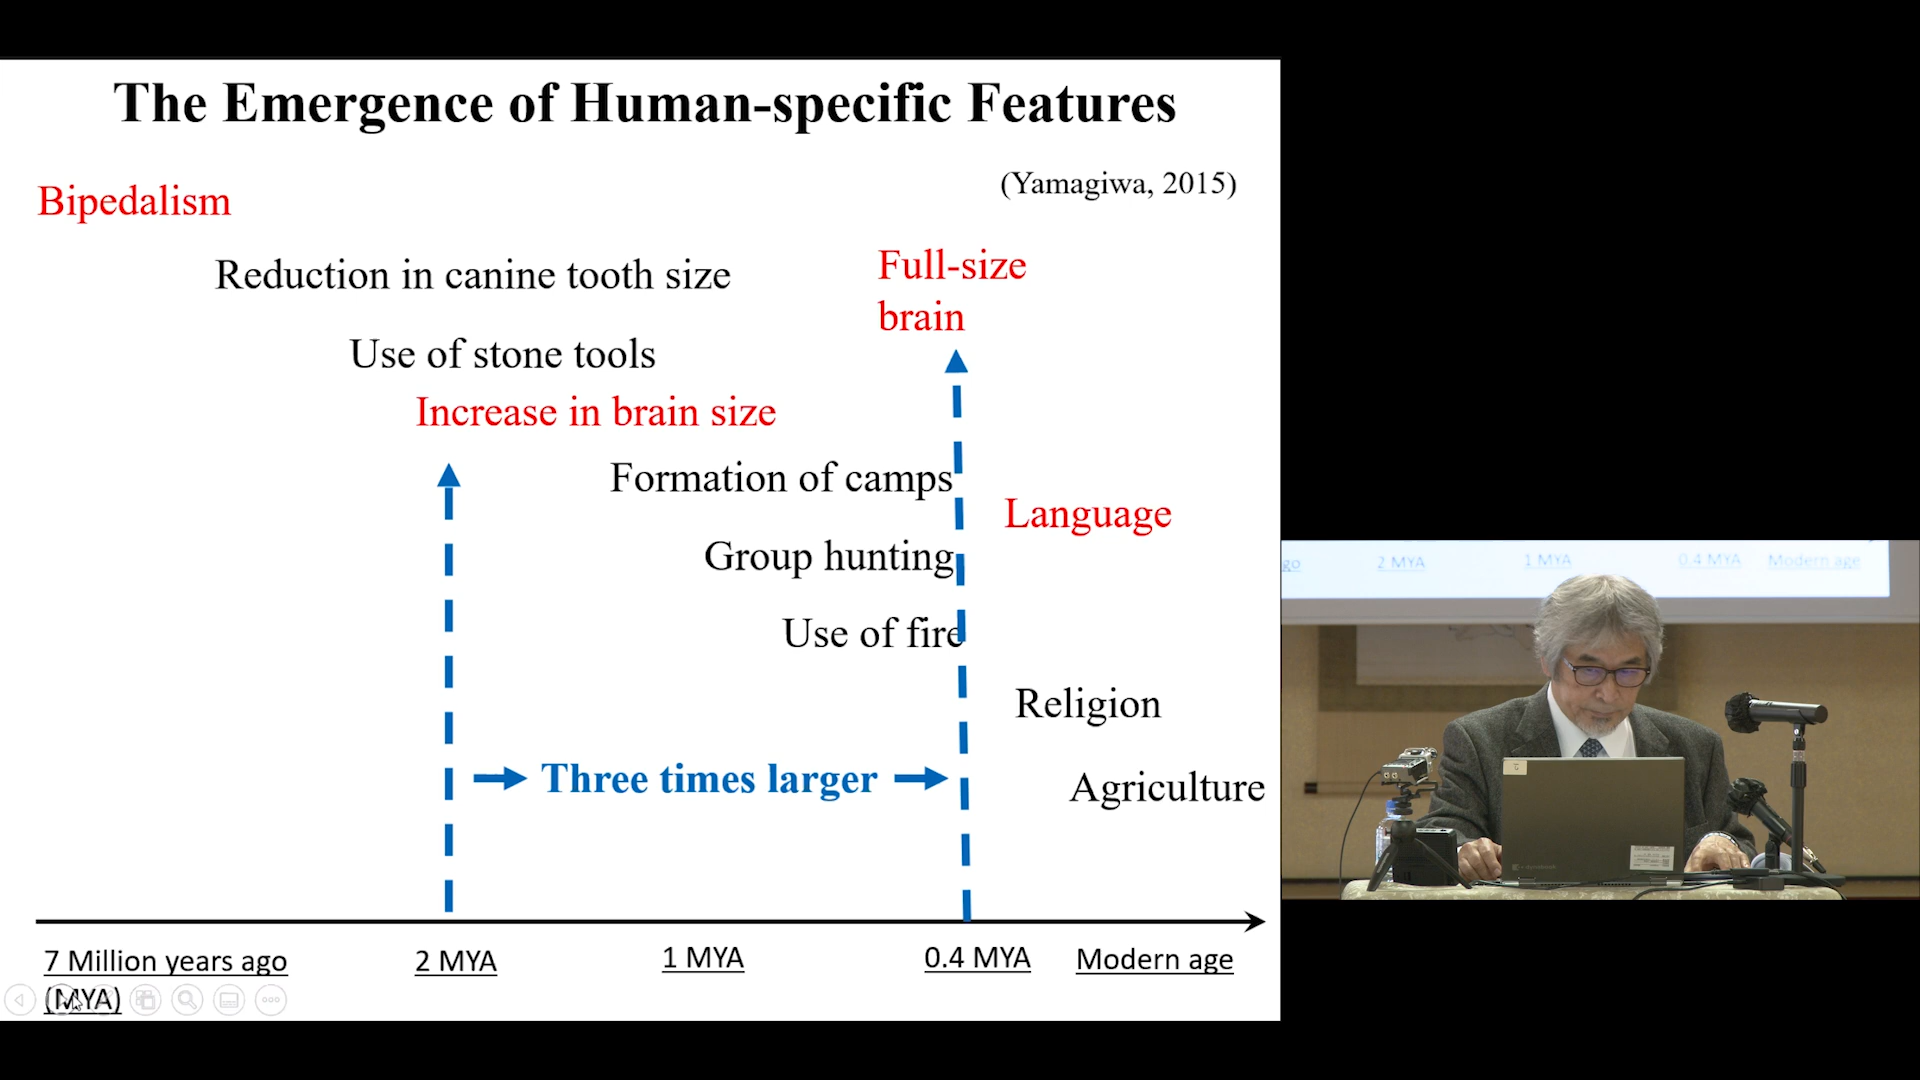 The Emergence of Human-specific Features
(Yamagiwa, 2015)
Bipedalism
Reduction in canine tooth size
Full-size
brain
Use of stone tools
Increase in brain size
Formation of camps
Language
Group hunting
Use of fire
Religion
Three times larger
Agriculture
7 Million years ago
(MYA)
2 MYA
1 MYA
0.4 MYA
Modern age
go
2 MYA
1 MYA
0.4 MYA
Modern age